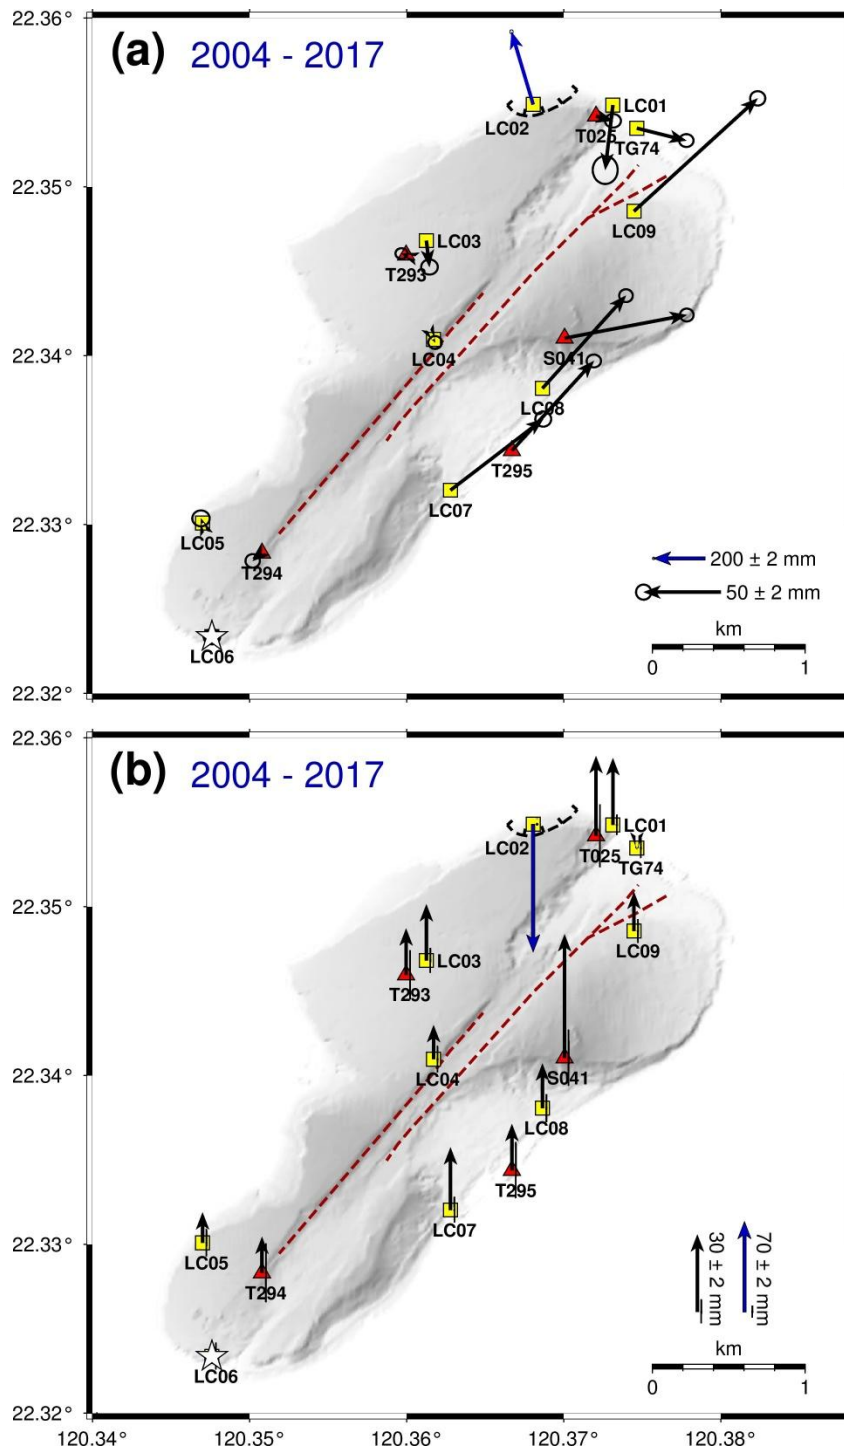 22.36°
(a) 2004 - 2017
LC02
LC01
T025
TG74
22.35°
LC09
LC03
T293
22.34°
LC04
S041
LC08
T295
LC07
22.33°
LC05
T294
200 ± 2 mm
50 ± 2 mm
LC06
km
0 1
22.32°
22.36°
(b) 2004 - 2017
LC02
LC01
T025
TG74
22.35°
LC03
LC09
T293
22.34°
LC04
S041
LC08
T295
LC07
22.33°
LC05
T294
30 ± 2 mm
70 ± 2 mm
LC06
km
0 1
22.32°
120.34° 120.35° 120.36° 120.37° 120.38°